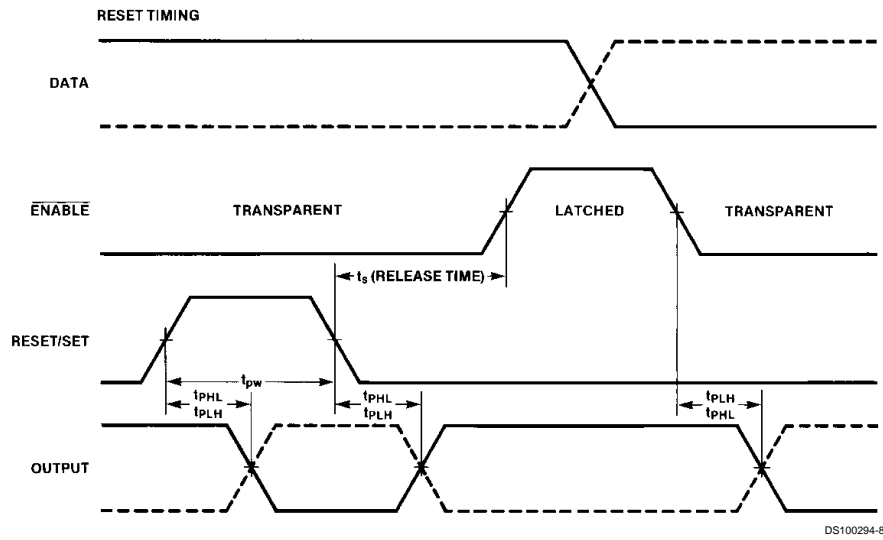 RESET TIMING
DATA
ENABLE
TRANSPARENT
LATCHED
TRANSPARENT
ts (RELEASE TIME)
RESET/SET
tpw
tPHL
tPLH
tPHL
tPLH
tPLH
tPHL
OUTPUT
DS100294-8